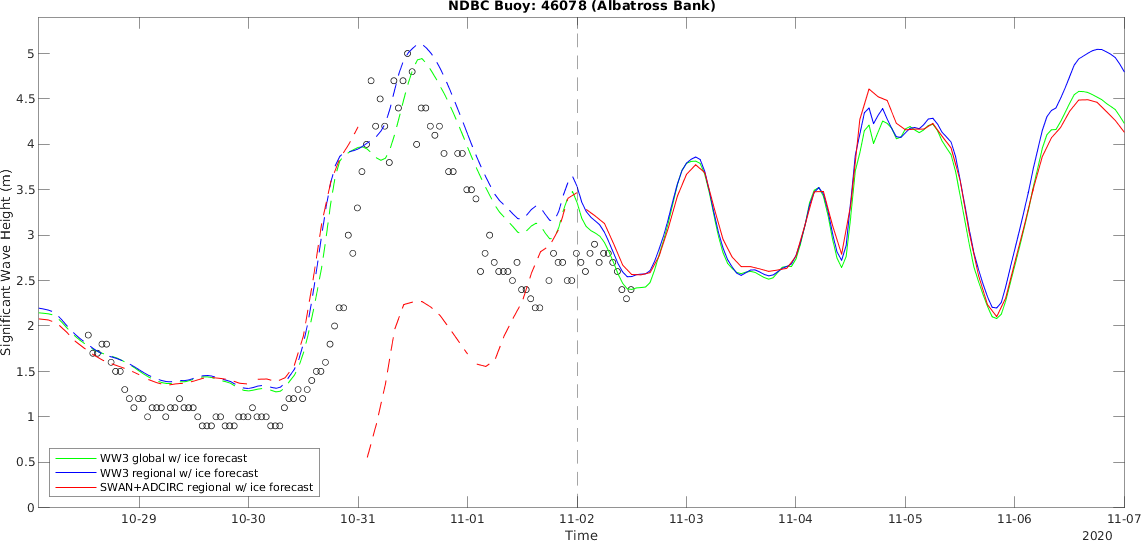 NDBC Buoy: 46078 (Albatross Bank)
Significant Wave Height (m)
5
4.5
4
3.5
3
2.5
2
1.5
1
0.5
0
WW3 global w/ ice forecast
WW3 regional w/ ice forecast
SWAN+ADCIRC regional w/ ice forecast
10-29 10-30 10-31 11-01 11-02 11-03 11-04 11-05 11-06 11-07
Time 2020